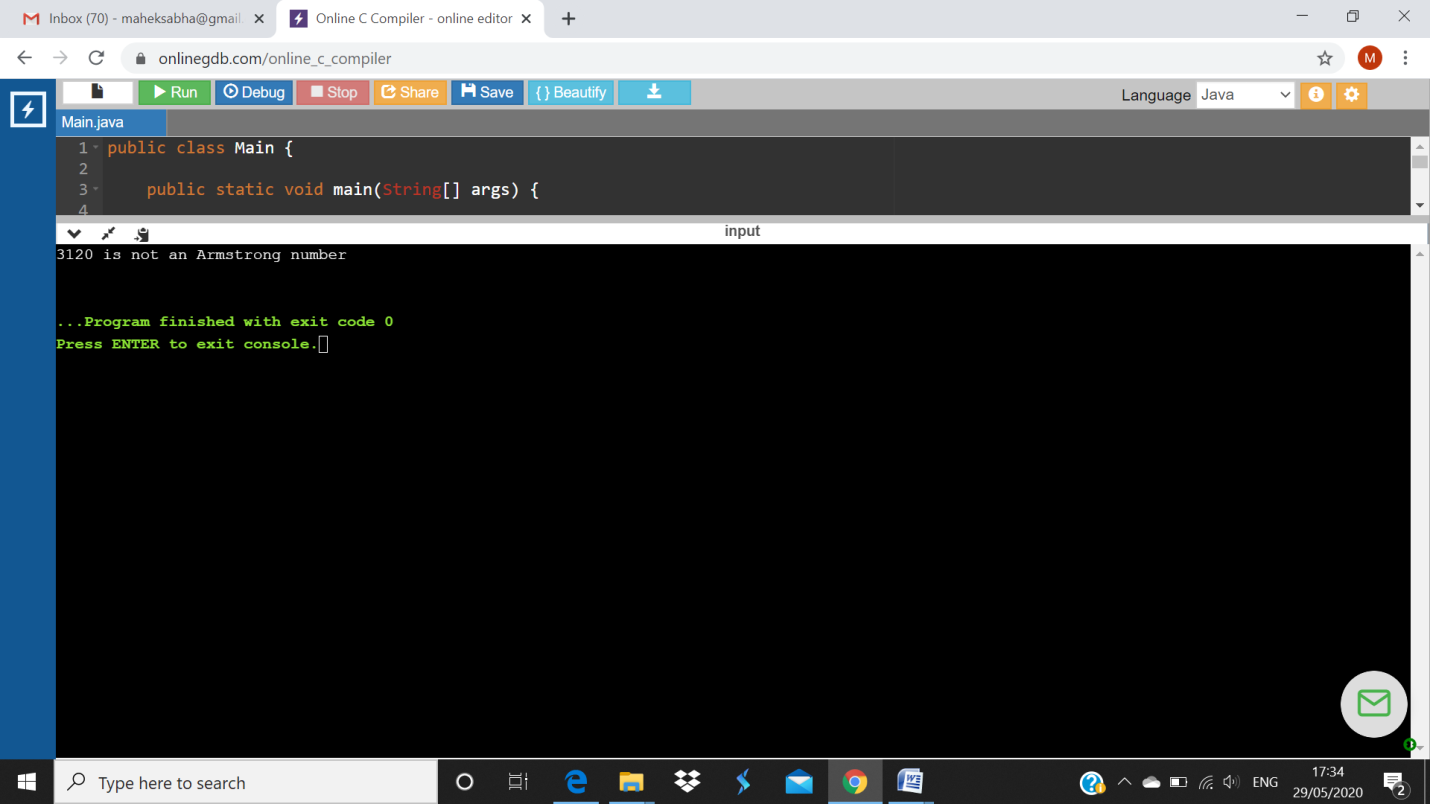 Inbox (70) - maheksabha@gmail.
Online C Compiler - online editor
onlinegdb.com/online_c_compiler
M
Run Debug Stop Share Save { } Beautify
Language Java
Main.java
1 public class Main {
2
3 public static void main(String[] args) {
4
input
3120 is not an Armstrong number
...Program finished with exit code 0
Press ENTER to exit console.
Type here to search
ENG
17:34
29/05/2020
2